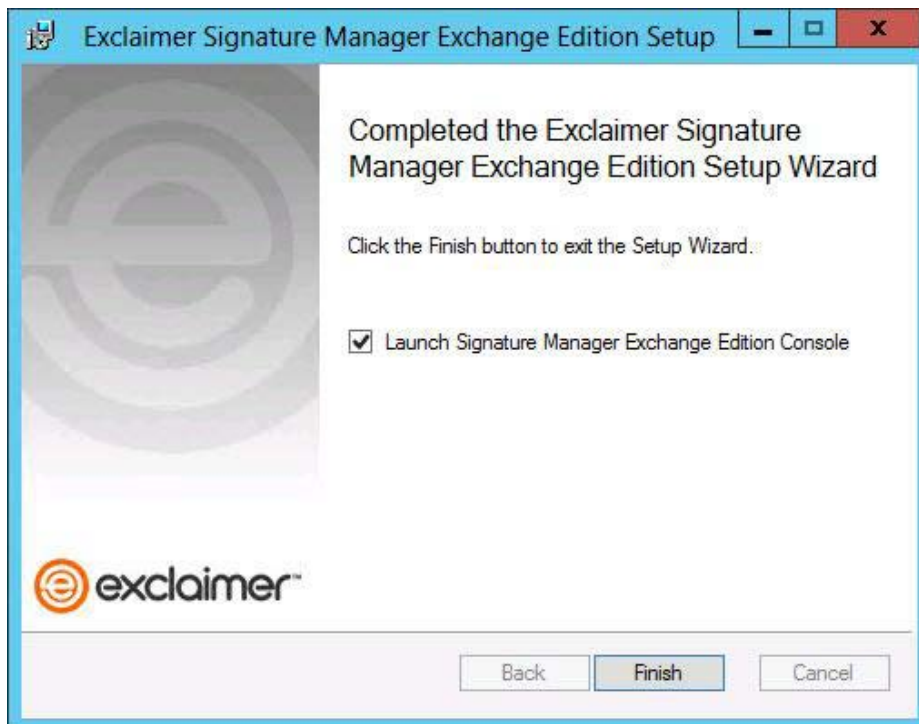 Exclaimer Signature Manager Exchange Edition Setup
Completed the Exclaimer Signature
Manager Exchange Edition Setup Wizard
Click the Finish button to exit the Setup Wizard.
Launch Signature Manager Exchange Edition Console
exclaimer™
Back Finish Cancel